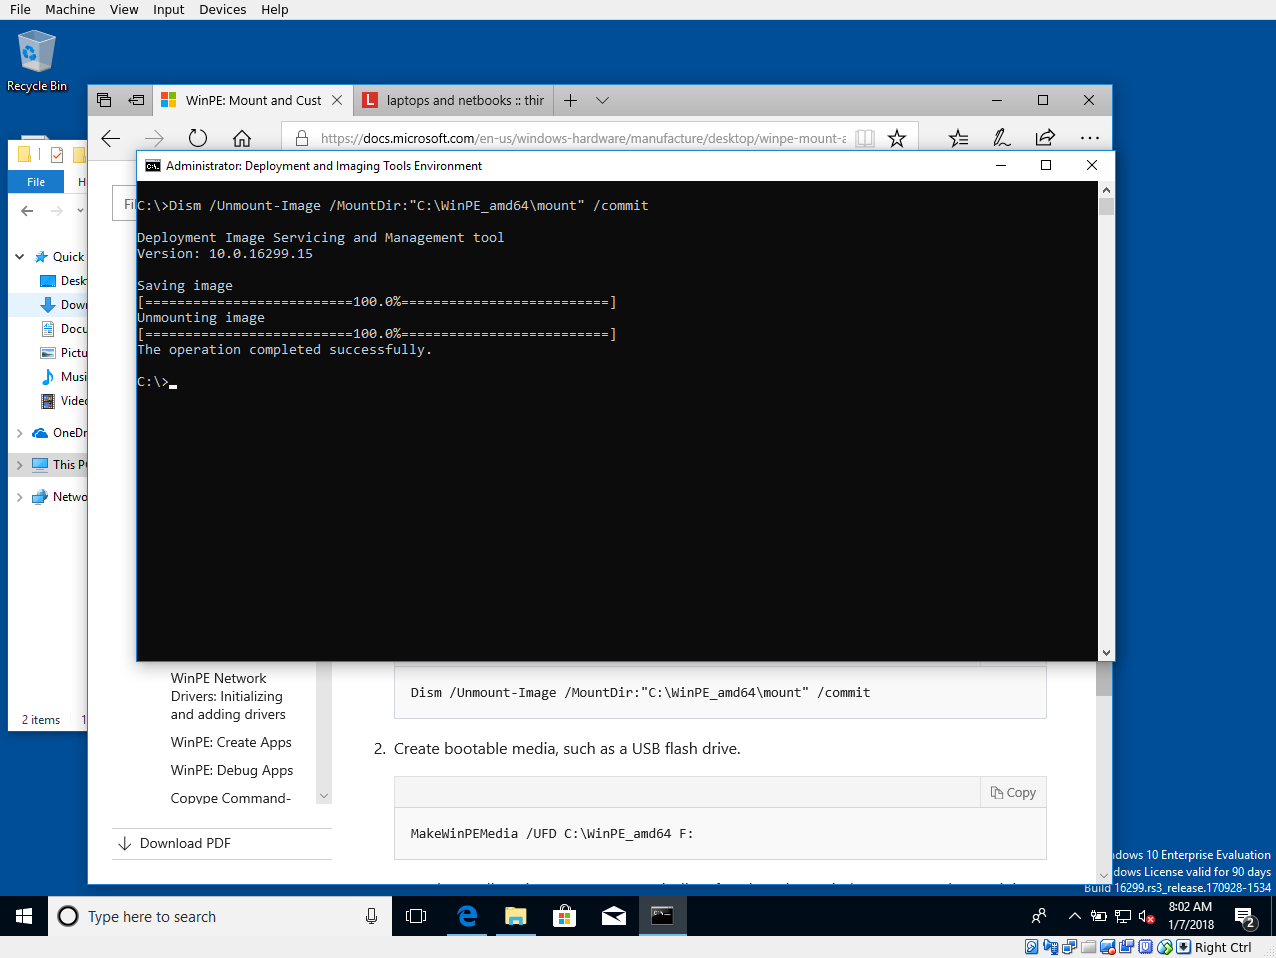 File Machine View Input Devices Help
Recycle Bin
WinPE: Mount and Cust
laptops and netbooks :: thir
https://docs.microsoft.com/en-us/windows-hardware/manufacture/desktop/winpe-mount-a
Administrator: Deployment and Imaging Tools Environment
File
H
Fi
C:\>Dism /Unmount-Image /MountDir:"C:\WinPE_amd64\mount" /commit
Deployment Image Servicing and Management tool
Version: 10.0.16299.15
Saving image
[==========================100.0%==========================]
Unmounting image
[==========================100.0%==========================]
The operation completed successfully.
C:\>
Quick
Desk
Down
Docu
Pictu
Musi
Video
OneDr
This P
Netwo
2 items
1
WinPE Network
Drivers: Initializing
and adding drivers
WinPE: Create Apps
WinPE: Debug Apps
Copype Command-
Download PDF
Dism /Unmount-Image /MountDir:"C:\WinPE_amd64\mount" /commit
2. Create bootable media, such as a USB flash drive.
Copy
MakeWinPEMedia /UFD C:\WinPE_amd64 F:
dows 10 Enterprise Evaluation
dows License valid for 90 days
Build 16299.rs3_release.170928-1534
Type here to search
8:02 AM
1/7/2018
2
Right Ctrl